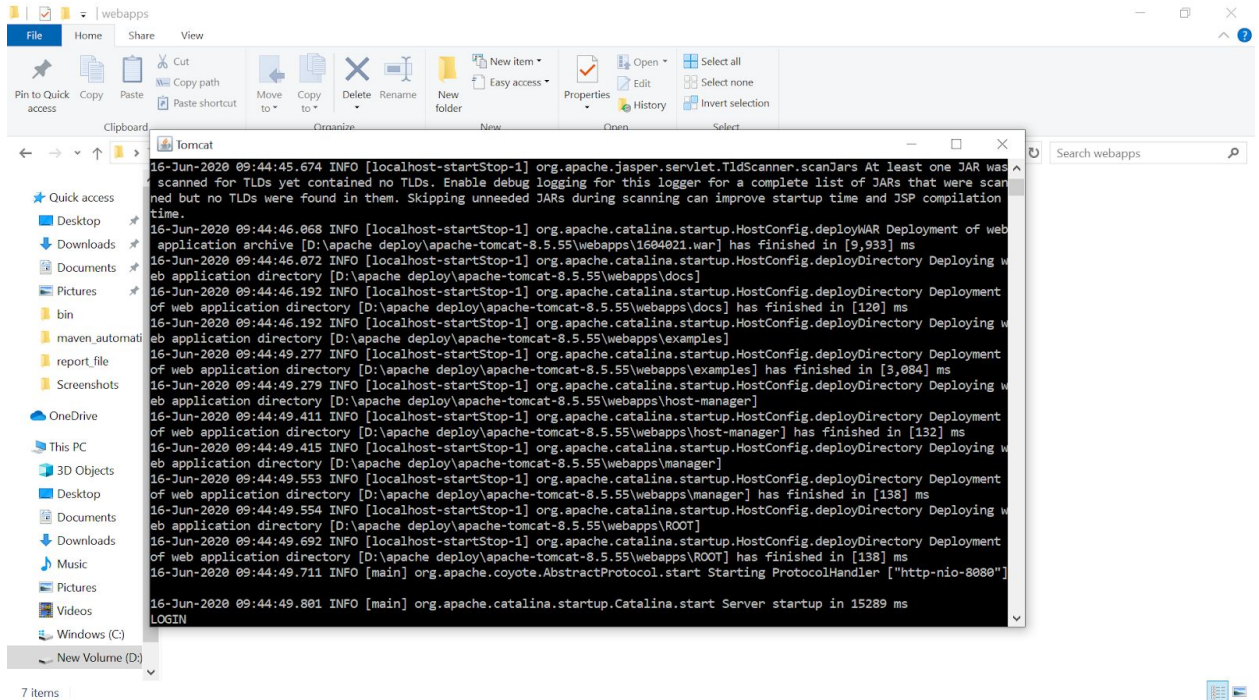 webapps
File Home Share View
Pin to Quick access
Copy
Paste
Cut
Copy path
Paste shortcut
Clipboard
Move to
Copy to
Delete
Rename
Organize
New folder
New item
Easy access
New
Properties
Open
Edit
History
Open
Select all
Select none
Invert selection
Select
Search webapps
Quick access
Desktop
Downloads
Documents
Pictures
bin
maven_automati
report_file
Screenshots
OneDrive
This PC
3D Objects
Desktop
Documents
Downloads
Music
Pictures
Videos
Windows (C:)
New Volume (D:)
7 items
Tomcat
16-Jun-2020 09:44:45.674 INFO [localhost-startStop-1] org.apache.jasper.servlet.TldScanner.scanJars At least one JAR was
scanned for TLDs yet contained no TLDs. Enable debug logging for this logger for a complete list of JARs that were scan
ned but no TLDs were found in them. Skipping unneeded JARs during scanning can improve startup time and JSP compilation
time.
16-Jun-2020 09:44:46.068 INFO [localhost-startStop-1] org.apache.catalina.startup.HostConfig.deployWAR Deployment of web
application archive [D:\apache deploy\apache-tomcat-8.5.55\webapps\1604021.war] has finished in [9,933] ms
16-Jun-2020 09:44:46.072 INFO [localhost-startStop-1] org.apache.catalina.startup.HostConfig.deployDirectory Deploying w
eb application directory [D:\apache deploy\apache-tomcat-8.5.55\webapps\docs]
16-Jun-2020 09:44:46.192 INFO [localhost-startStop-1] org.apache.catalina.startup.HostConfig.deployDirectory Deployment
of web application directory [D:\apache deploy\apache-tomcat-8.5.55\webapps\docs] has finished in [120] ms
16-Jun-2020 09:44:46.192 INFO [localhost-startStop-1] org.apache.catalina.startup.HostConfig.deployDirectory Deploying w
eb application directory [D:\apache deploy\apache-tomcat-8.5.55\webapps\examples]
16-Jun-2020 09:44:49.277 INFO [localhost-startStop-1] org.apache.catalina.startup.HostConfig.deployDirectory Deployment
of web application directory [D:\apache deploy\apache-tomcat-8.5.55\webapps\examples] has finished in [3,084] ms
16-Jun-2020 09:44:49.279 INFO [localhost-startStop-1] org.apache.catalina.startup.HostConfig.deployDirectory Deploying w
eb application directory [D:\apache deploy\apache-tomcat-8.5.55\webapps\host-manager]
16-Jun-2020 09:44:49.411 INFO [localhost-startStop-1] org.apache.catalina.startup.HostConfig.deployDirectory Deployment
of web application directory [D:\apache deploy\apache-tomcat-8.5.55\webapps\host-manager] has finished in [132] ms
16-Jun-2020 09:44:49.415 INFO [localhost-startStop-1] org.apache.catalina.startup.HostConfig.deployDirectory Deploying w
eb application directory [D:\apache deploy\apache-tomcat-8.5.55\webapps\manager]
16-Jun-2020 09:44:49.553 INFO [localhost-startStop-1] org.apache.catalina.startup.HostConfig.deployDirectory Deployment
of web application directory [D:\apache deploy\apache-tomcat-8.5.55\webapps\manager] has finished in [138] ms
16-Jun-2020 09:44:49.554 INFO [localhost-startStop-1] org.apache.catalina.startup.HostConfig.deployDirectory Deploying w
eb application directory [D:\apache deploy\apache-tomcat-8.5.55\webapps\ROOT]
16-Jun-2020 09:44:49.692 INFO [localhost-startStop-1] org.apache.catalina.startup.HostConfig.deployDirectory Deployment
of web application directory [D:\apache deploy\apache-tomcat-8.5.55\webapps\ROOT] has finished in [138] ms
16-Jun-2020 09:44:49.711 INFO [main] org.apache.coyote.AbstractProtocol.start Starting ProtocolHandler ["http-nio-8080"]
16-Jun-2020 09:44:49.801 INFO [main] org.apache.catalina.startup.Catalina.start Server startup in 15289 ms
LOGIN